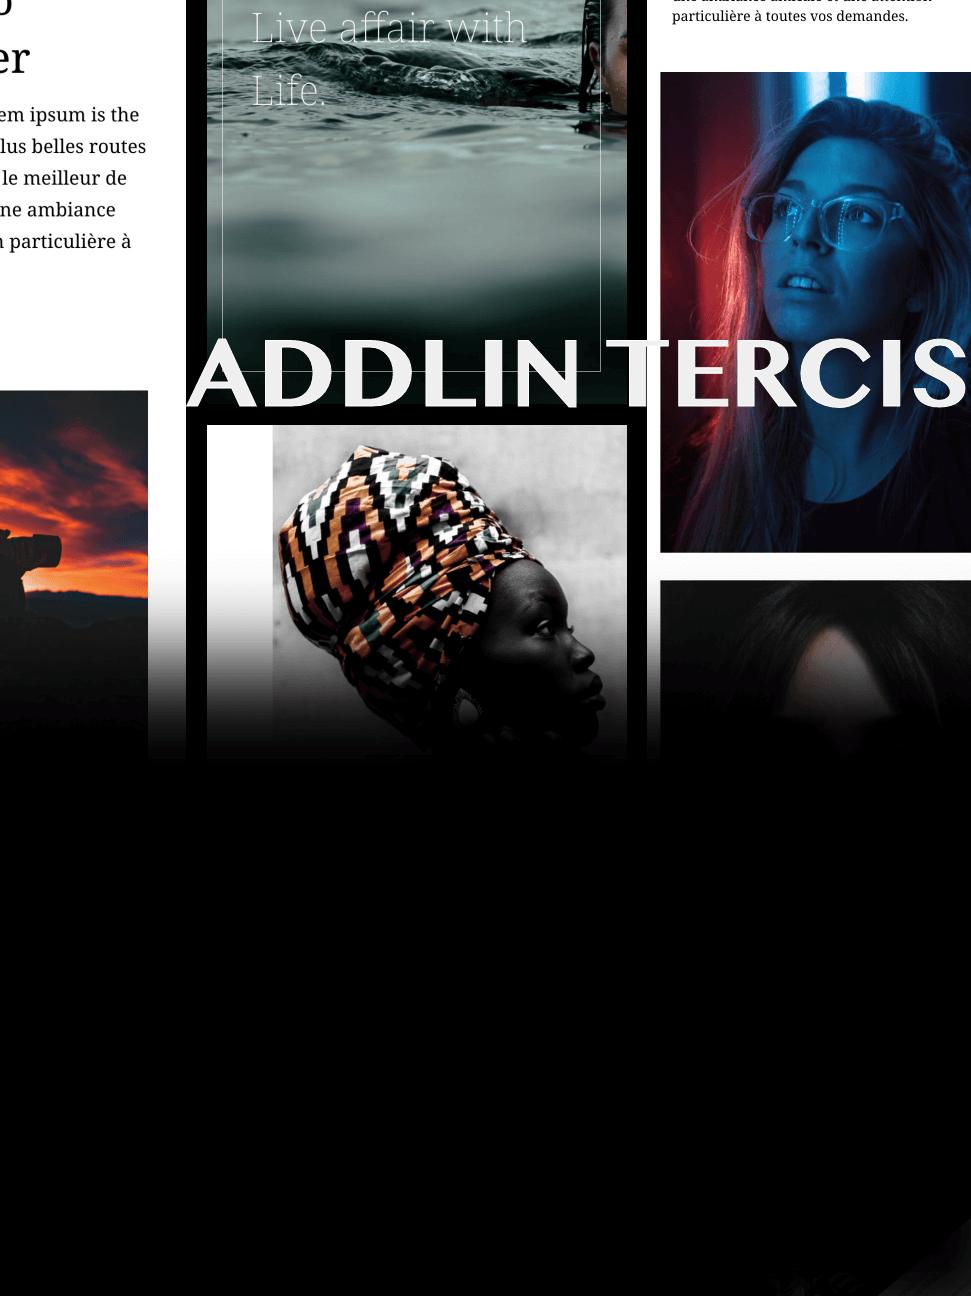 er
em ipsum is the
lus belles routes
le meilleur de
ne ambiance
n particulière à
Live affair with
Life.
particulière à toutes vos demandes.
ADDLIN TERCIS